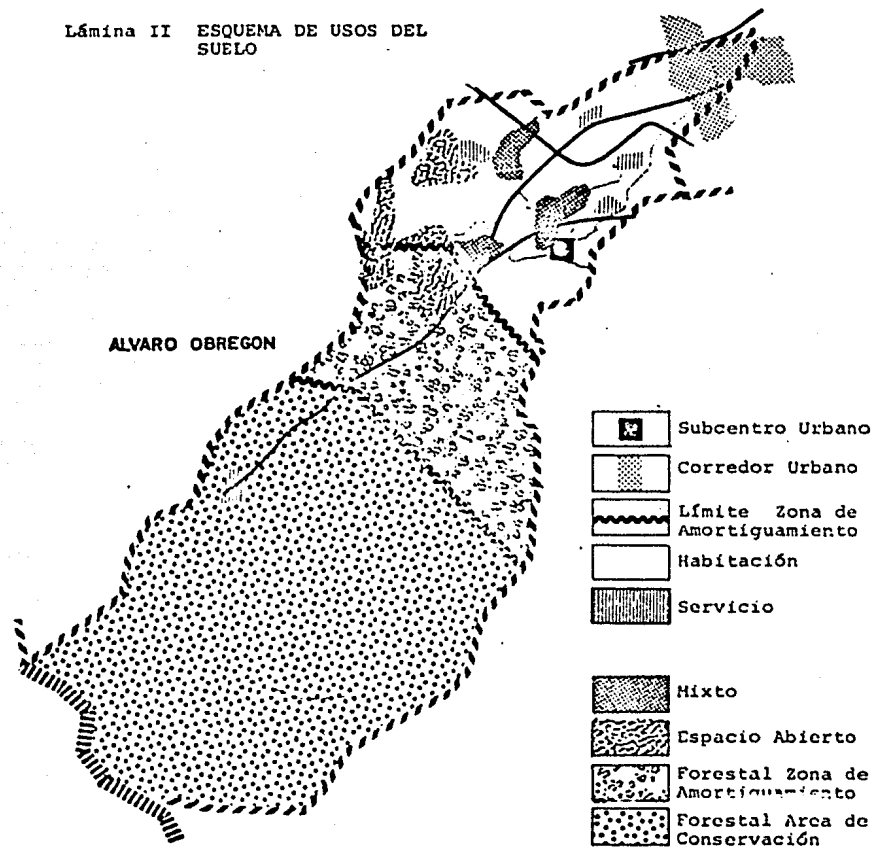 Lámina II ESQUEMA DE USOS DEL
SUELO
ALVARO OBREGON
Subcentro Urbano
Corredor Urbano
Límite Zona de
Amortiguamiento
Habitación
Servicio
Mixto
Espacio Abierto
Forestal Zona de
Amortiguamiento
Forestal Area de
Conservación